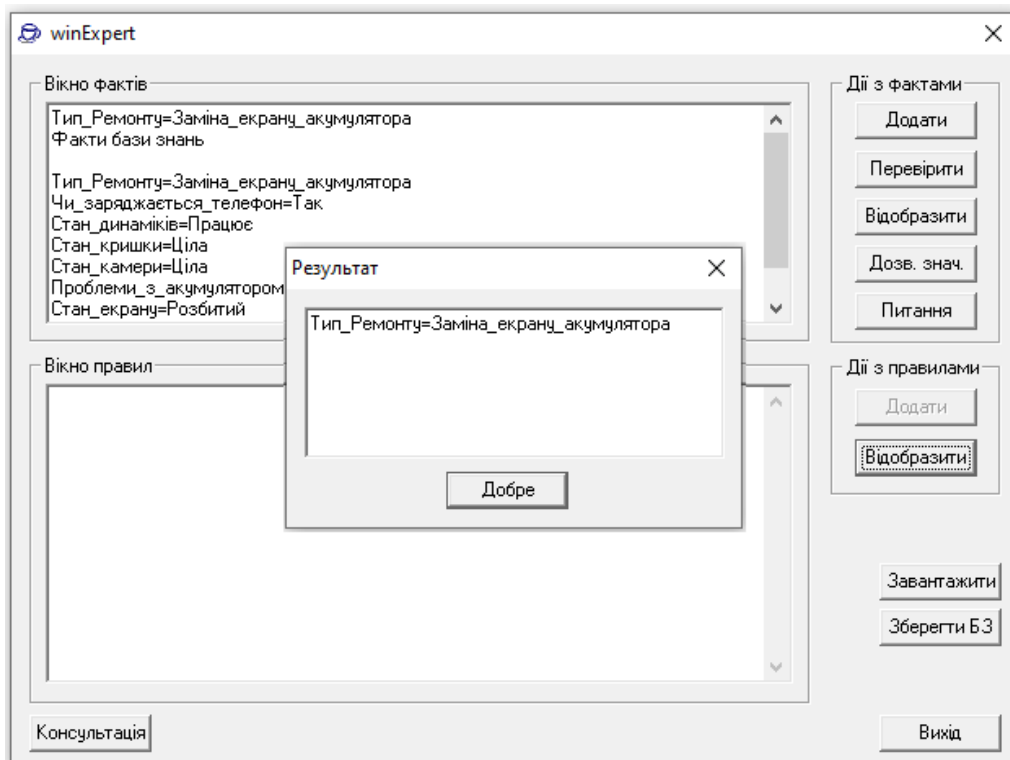 winExpert
Вікно фактів
Тип_Ремонту=Заміна_екрану_акумулятора
Факти бази знань
Тип_Ремонту=Заміна_екрану_акумулятора
Чи_заряджається_телефон=Так
Стан_динаміків=Працює
Стан_кришки=Ціла
Стан_камери=Ціла
Проблеми_з_акумулятором
Стан_екрану=Розбитий
Дії з фактами
Додати
Перевірити
Відобразити
Дозв. знач.
Питання
Результат
Тип_Ремонту=Заміна_екрану_акумулятора
Добре
Вікно правил
Дії з правилами
Додати
Відобразити
Завантажити
Зберегти БЗ
Консультація
Вихід